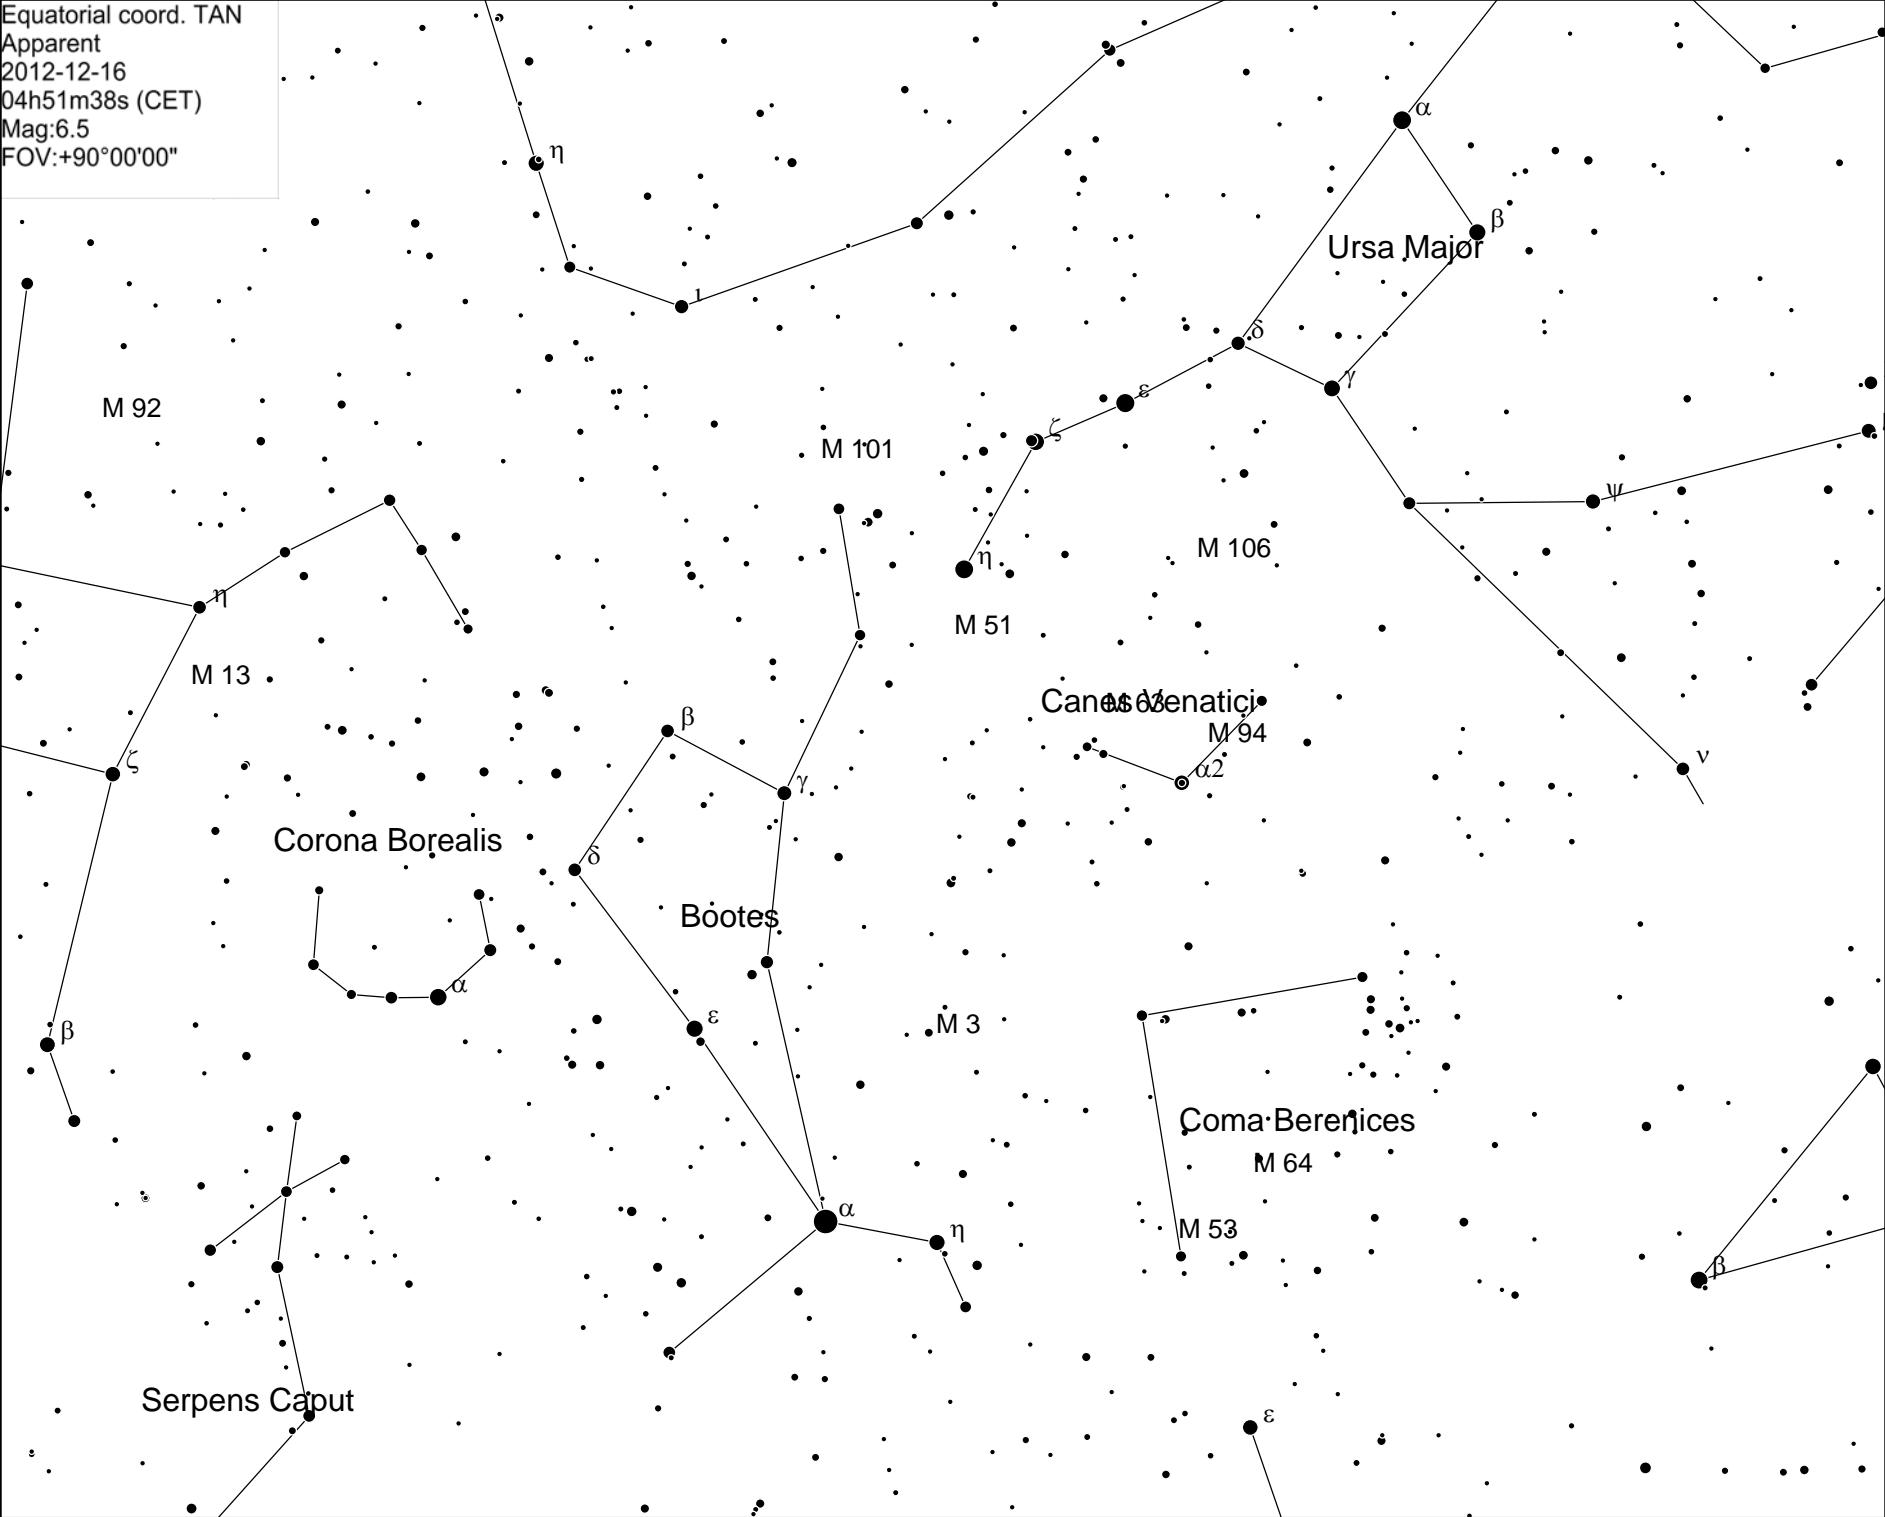 Equatorial coord. TAN
Apparent
2012-12-16
04h51m38s (CET)
Mag:6.5
FOV:+90°00'00"
α
η
β
Ursa Major
ι
δ
γ
ε
M 92
ζ
M 101
ψ
M 106
η
η
M 51
M 13
Canes Venatici
M 63
β
M 94
ν
ζ
α2
γ
Corona Borealis
δ
Bootes
α
ε
M 3
β
Coma Berenices
M 64
α
η
M 53
β
Serpens Caput
ε